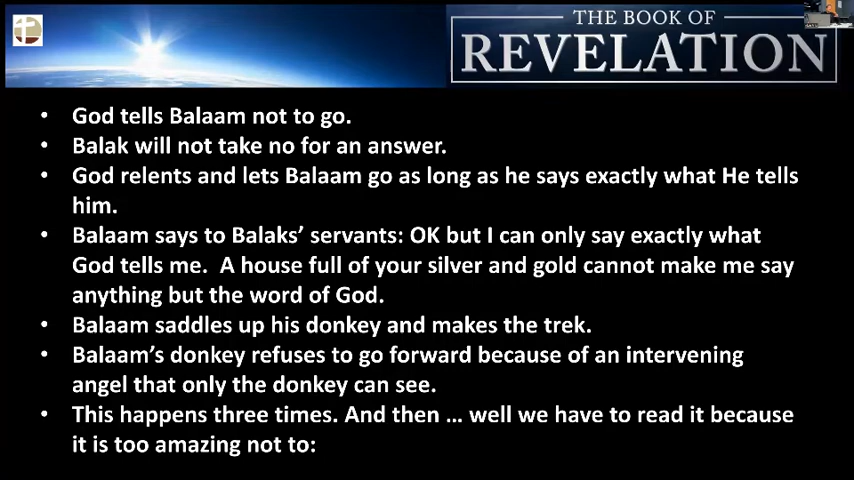 THE BOOK OF
REVELATION
• God tells Balaam not to go.
• Balak will not take no for an answer.
• God relents and lets Balaam go as long as he says exactly what He tells
him.
• Balaam says to Balaks’ servants: OK but I can only say exactly what
God tells me.  A house full of your silver and gold cannot make me say
anything but the word of God.
• Balaam saddles up his donkey and makes the trek.
• Balaam’s donkey refuses to go forward because of an intervening
angel that only the donkey can see.
• This happens three times. And then … well we have to read it because
it is too amazing not to: